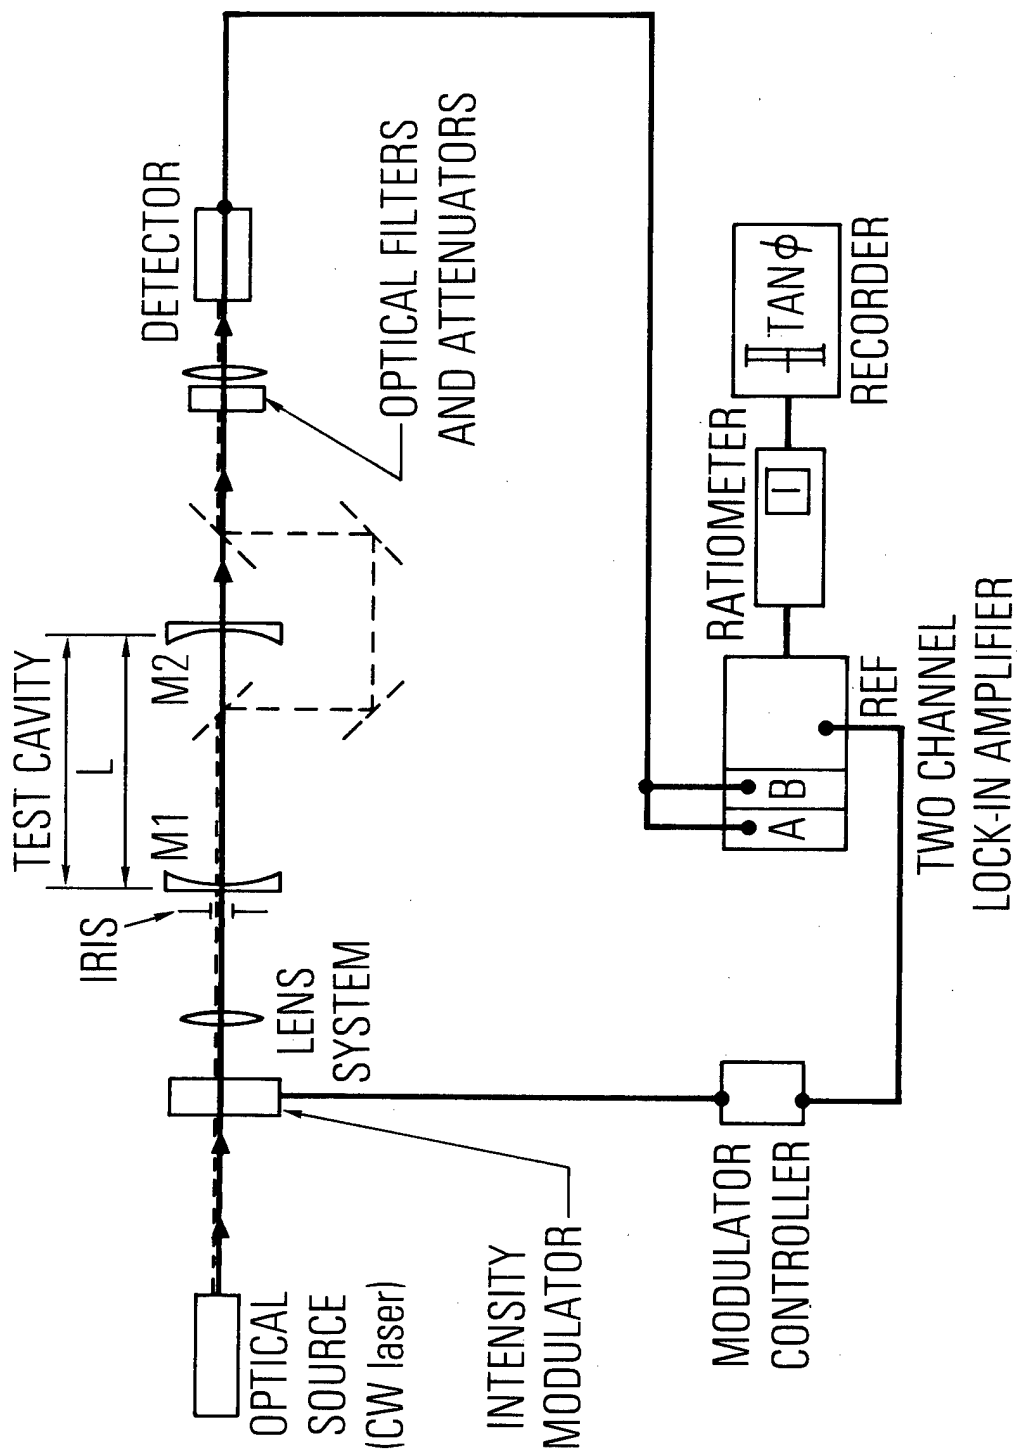 TEST CAVITY
L
IRIS
M1
M2
DETECTOR
OPTICAL
SOURCE
(CW laser)
LENS
SYSTEM
OPTICAL FILTERS
AND ATTENUATORS
INTENSITY
MODULATOR
MODULATOR
CONTROLLER
A
B
REF
TWO CHANNEL
LOCK-IN AMPLIFIER
RATIOMETER
I
TAN ϕ
RECORDER